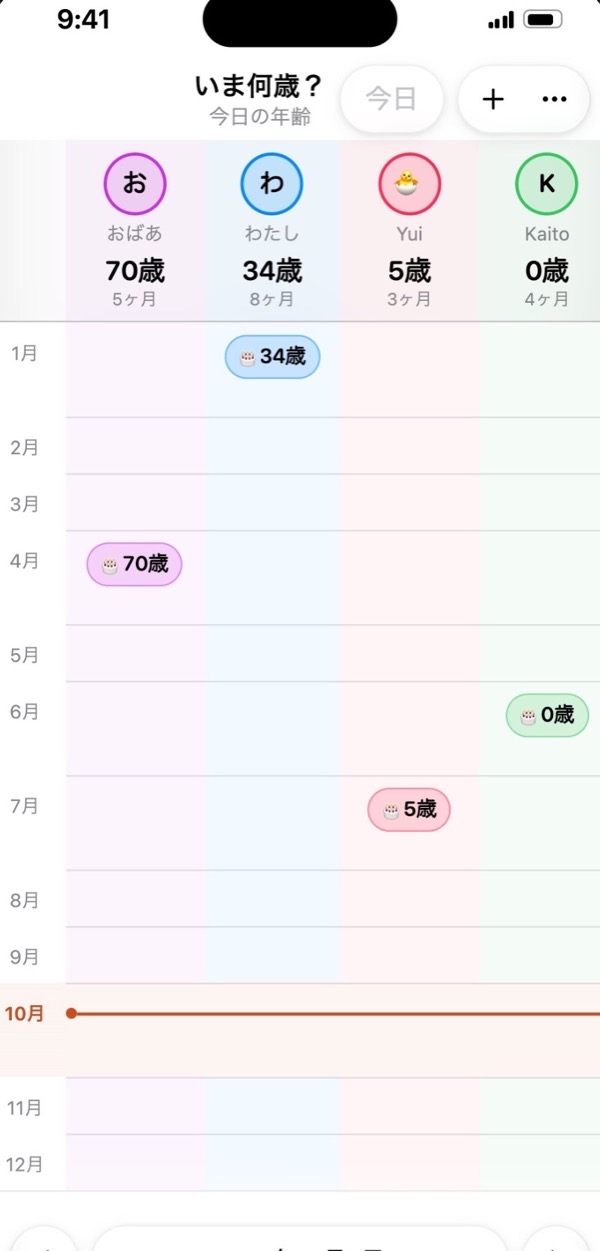 9:41
いま何歳？
今日の年齢
今日
お わ K
おばあ わたし Yui Kaito
70歳 34歳 5歳 0歳
5ヶ月 8ヶ月 3ヶ月 4ヶ月
1月 34歳
2月
3月
4月 70歳
5月
6月 0歳
7月 5歳
8月
9月
10月
11月
12月